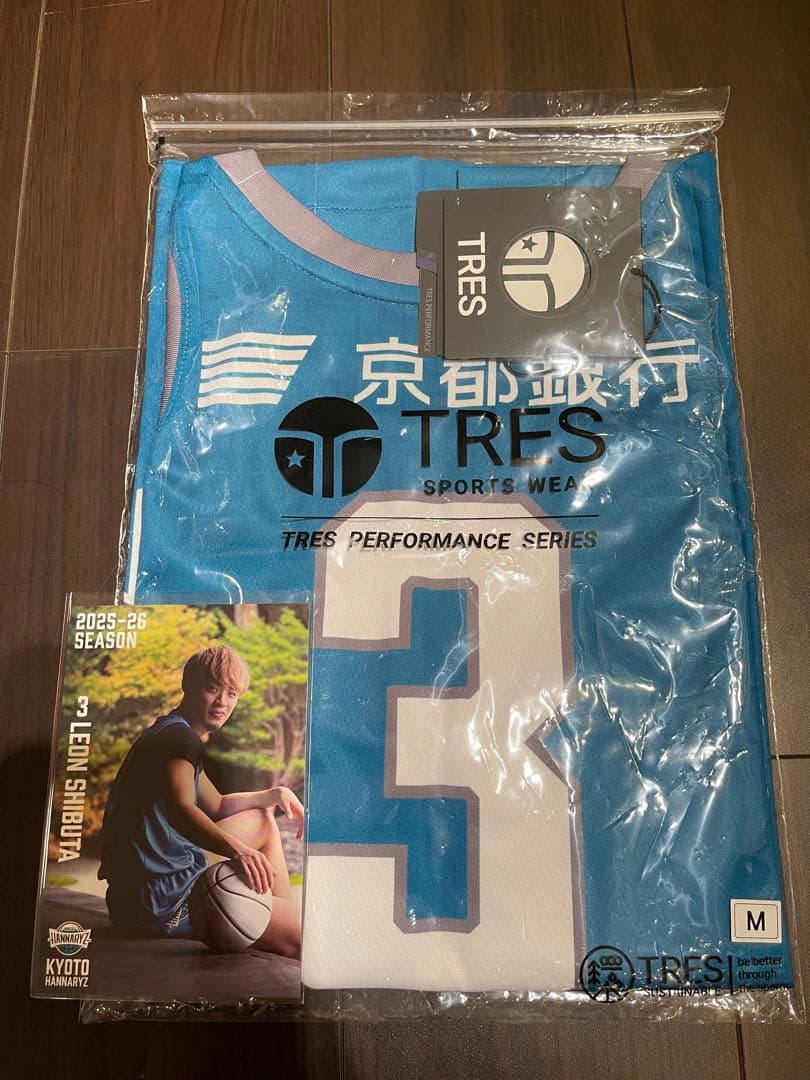 TRES
TRES PERFORMANCE
京都銀行
TRES
SPORTS WEAR
TRES PERFORMANCE SERIES
3
2025-26
SEASON
3 LEON SHIBUTA
HANNARYZ
KYOTO
HANNARYZ
M
TRES
SUSTAINABLE
be better
through
the sports